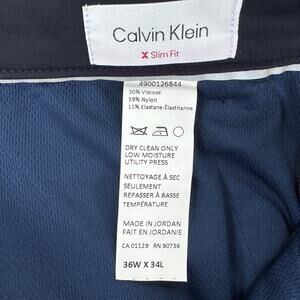 Calvin Klein
X Slim Fit
4900126844
50% Viscose
39% Nylon
11% Elastane-Élasthanne
DRY CLEAN ONLY
LOW MOISTURE
UTILITY PRESS
NETTOYAGE À SEC
SEULEMENT
REPASSER À BASSE
TEMPÉRATURE
MADE IN JORDAN
FAIT EN JORDANIE
CA 01129 RN 90736
36W X 34L